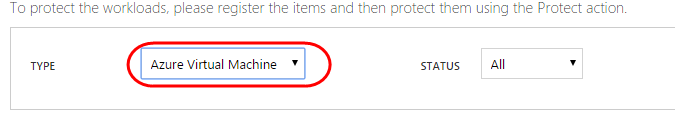 To protect the workloads, please register the items and then protect them using the Protect action.
TYPE Azure Virtual Machine STATUS All